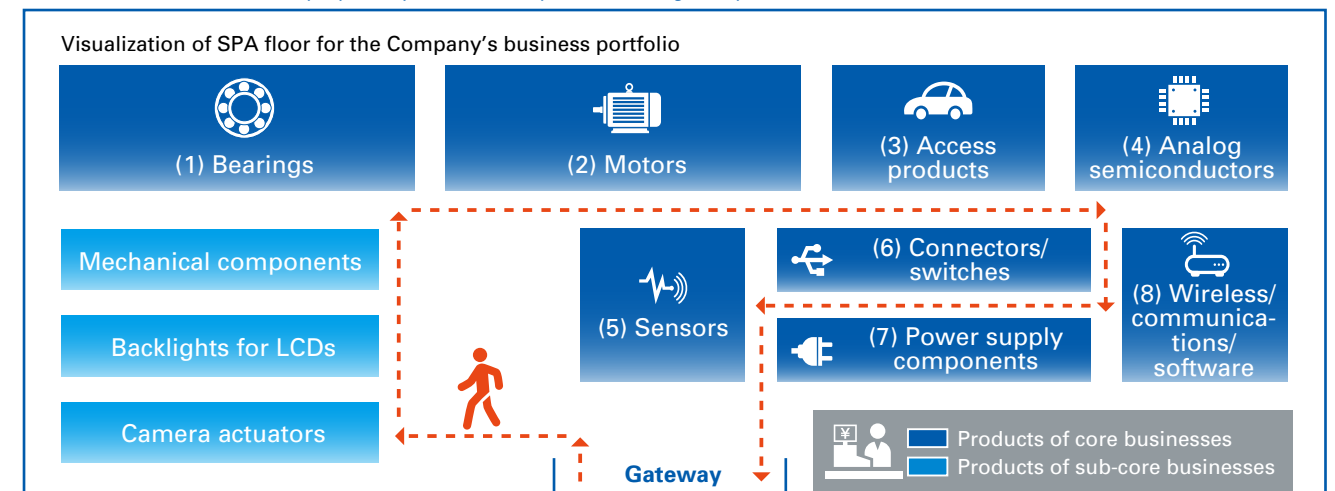 Visualization of SPA floor for the Company’s business portfolio
(1) Bearings
(2) Motors
(3) Access
products
(4) Analog
semiconductors
Mechanical components
Backlights for LCDs
Camera actuators
(5) Sensors
(6) Connectors/
switches
(7) Power supply
components
(8) Wireless/
communica-
tions/
software
Gateway
¥
Products of core businesses
Products of sub-core businesses